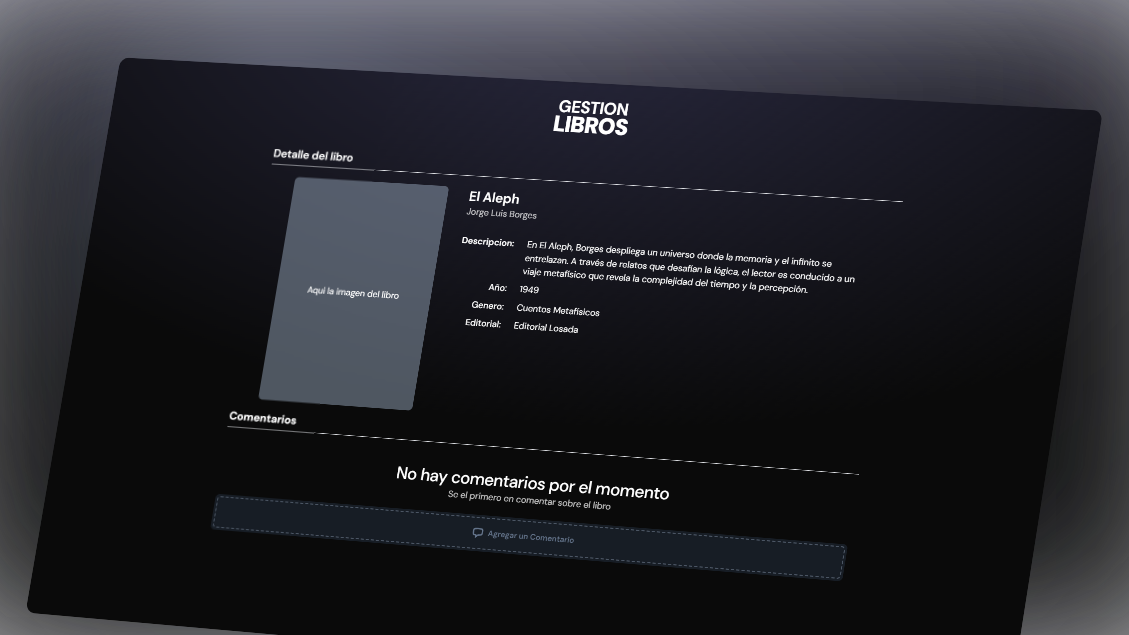 GESTION
LIBROS
Detalle del libro
Aqui la imagen del libro
El Aleph
Jorge Luis Borges
Descripcion: En El Aleph, Borges despliega un universo donde la memoria y el infinito se
entrelazan. A través de relatos que desafían la lógica, el lector es conducido a un
viaje metafísico que revela la complejidad del tiempo y la percepción.
Año: 1949
Genero: Cuentos Metafísicos
Editorial: Editorial Losada
Comentarios
No hay comentarios por el momento
Se el primero en comentar sobre el libro
Agregar un Comentario